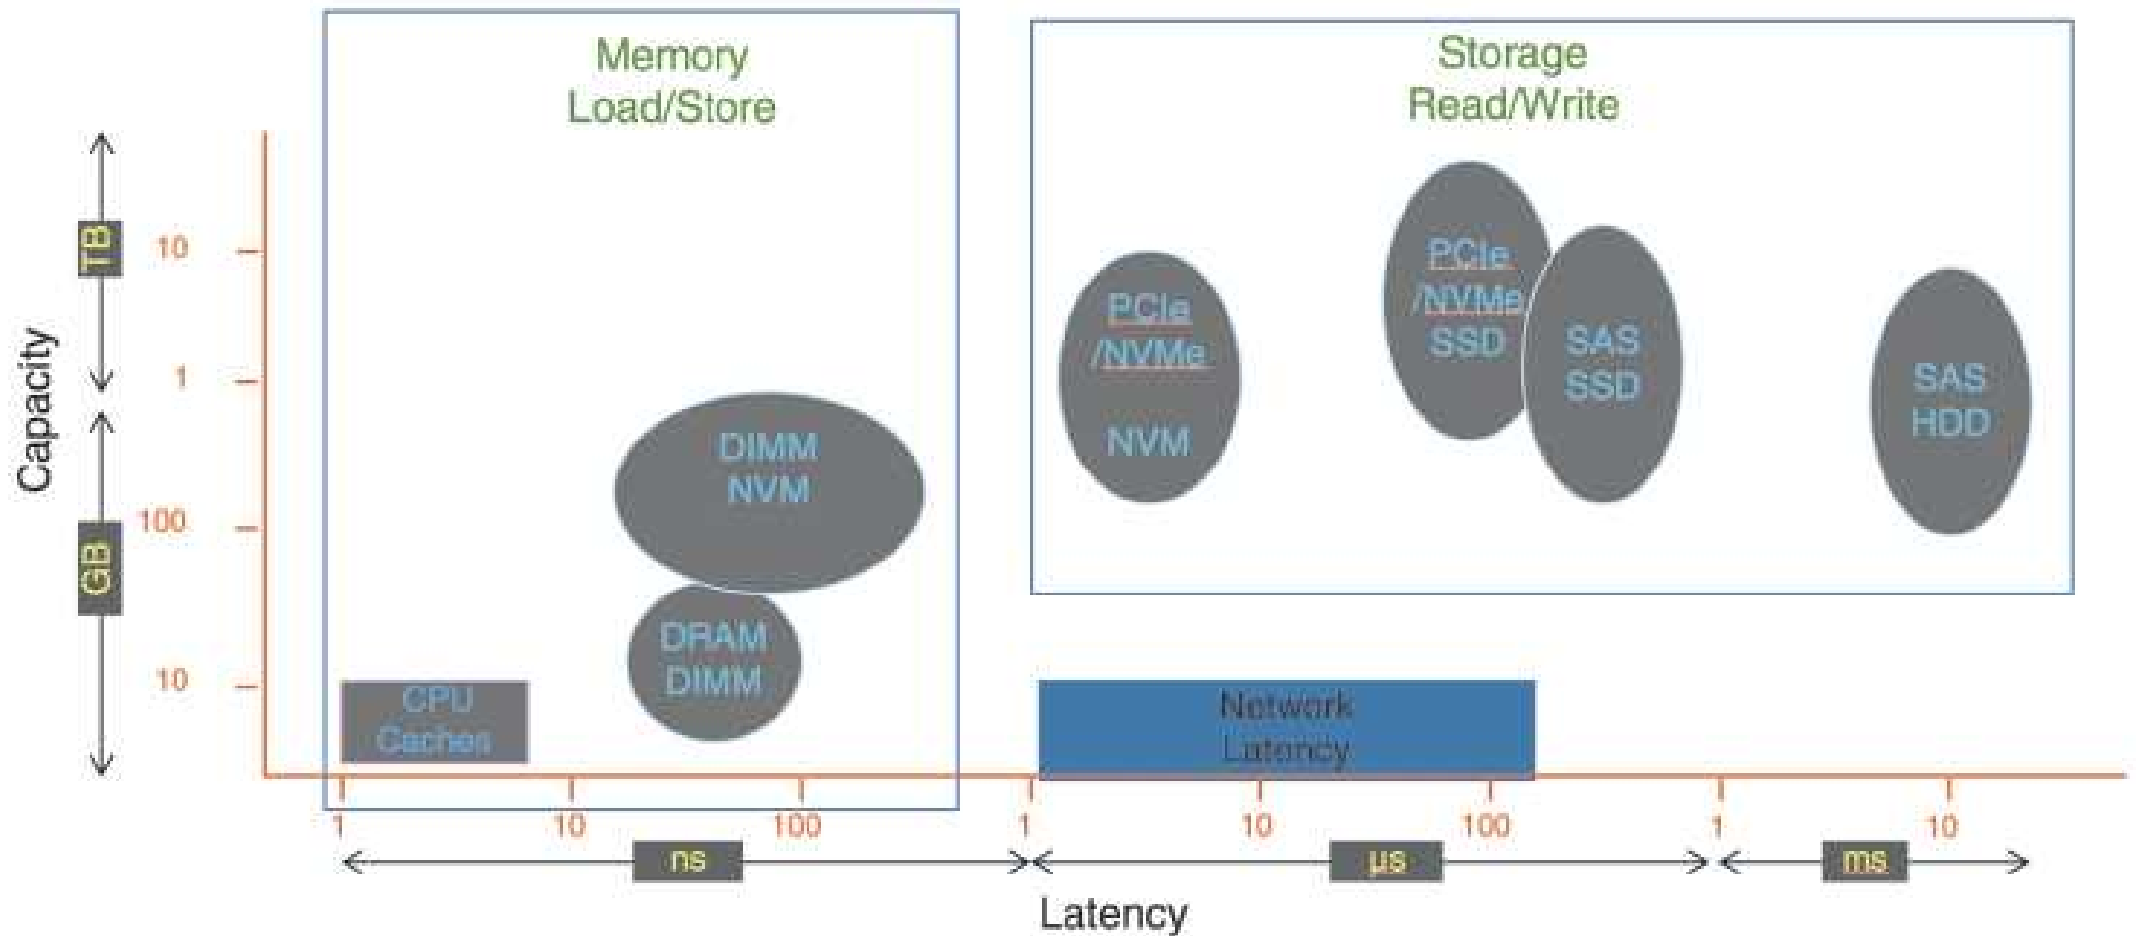 Memory
Load/Store
Storage
Read/Write
Capacity
TB
GB
10
1
100
10
PCIe
/NVMe
NVM
PCIe
/NVMe
SSD
SAS
SSD
SAS
HDD
DIMM
NVM
DRAM
DIMM
CPU
Caches
Network
Latency
1
10
100
1
10
100
1
10
ns
µs
ms
Latency